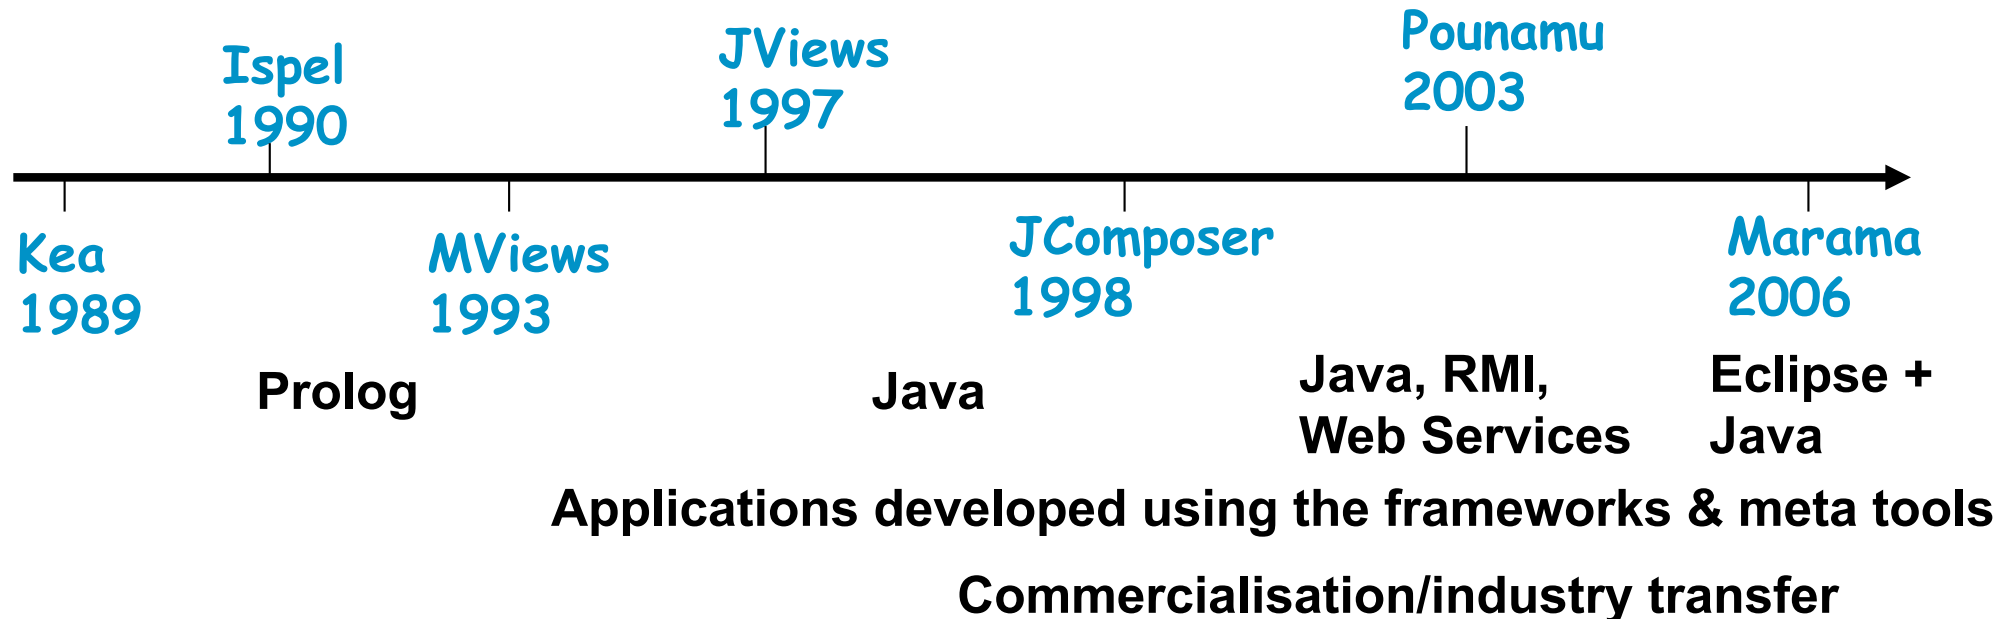 Ispel
1990
JViews
1997
Pounamu
2003
Kea
1989
MViews
1993
JComposer
1998
Marama
2006
Prolog
Java
Java, RMI,
Web Services
Eclipse +
Java
Applications developed using the frameworks & meta tools
Commercialisation/industry transfer